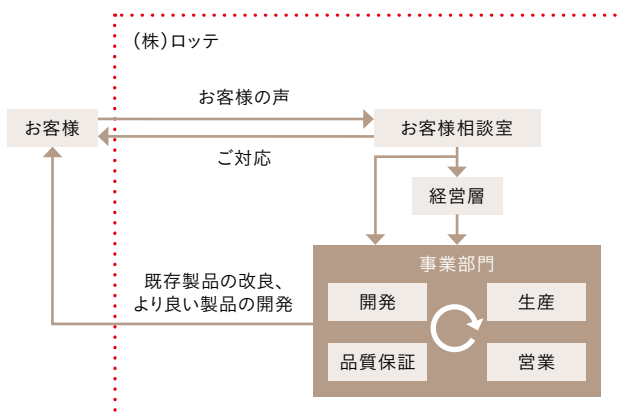 (株)ロッテ
お客様の声
お客様
お客様相談室
ご対応
経営層
事業部門
既存製品の改良、
より良い製品の開発
開発
生産
品質保証
営業